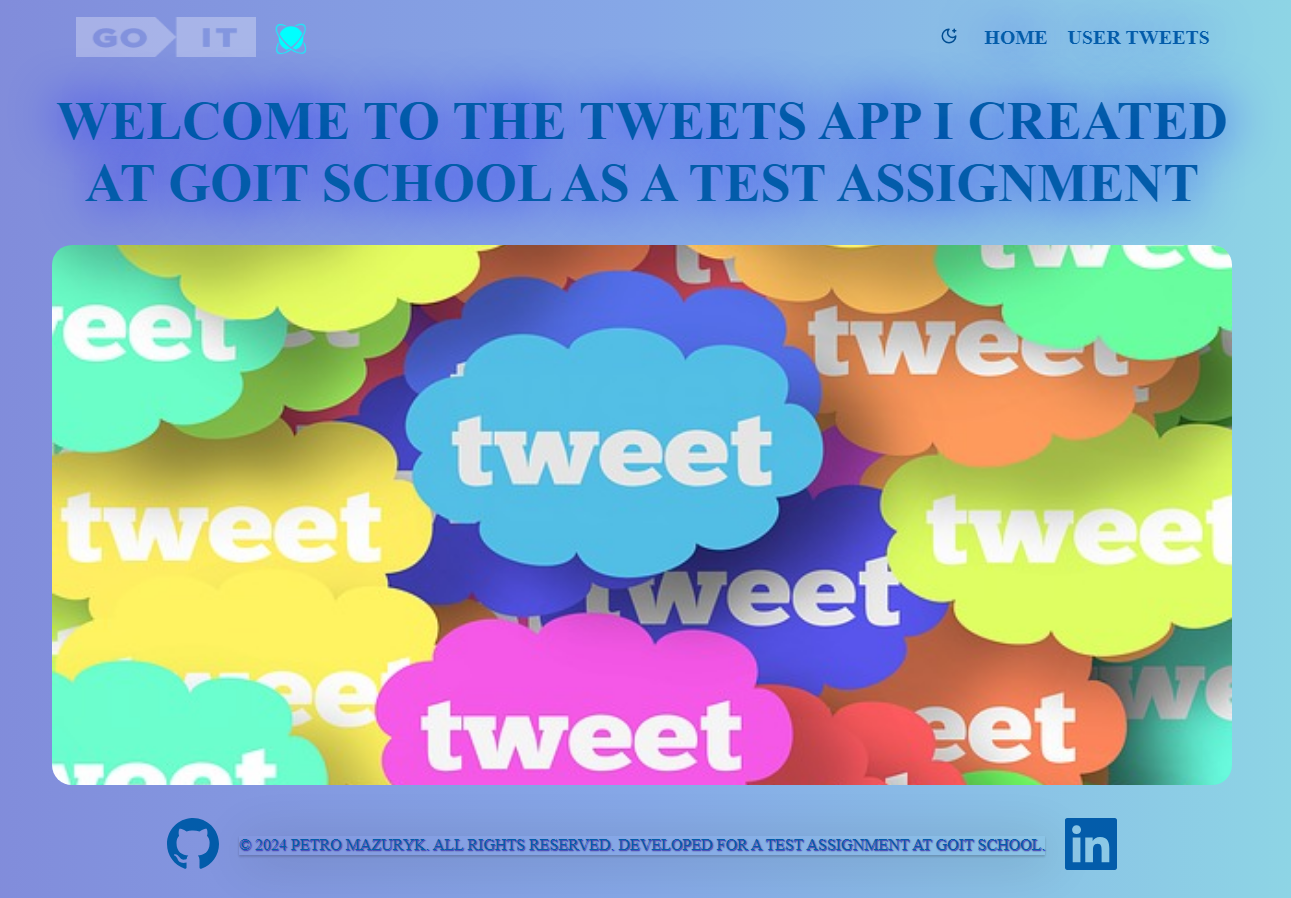 GO IT
HOME
USER TWEETS
WELCOME TO THE TWEETS APP I CREATED
AT GOIT SCHOOL AS A TEST ASSIGNMENT
tweet
tweet
tweet
tweet
tweet
tweet
tweet
© 2024 PETRO MAZURYK. ALL RIGHTS RESERVED. DEVELOPED FOR A TEST ASSIGNMENT AT GOIT SCHOOL.
in